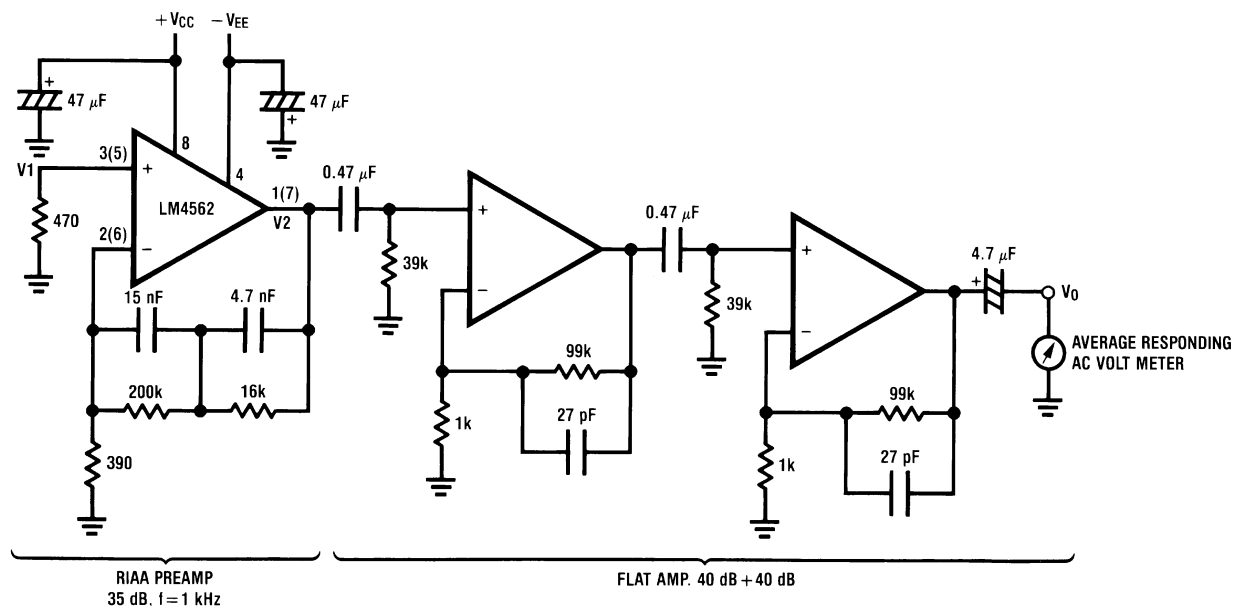 +VCC
−VEE
+
47 µF
47 µF
+
8
3(5)
V1
+
4
0.47 µF
1(7)
LM4562
V2
470
2(6)
−
+
0.47 µF
39k
15 nF
4.7 nF
−
+
4.7 µF
+
VO
39k
200k
16k
99k
−
AVERAGE RESPONDING
AC VOLT METER
1k
27 pF
99k
390
1k
27 pF
RIAA PREAMP
35 dB, f=1 kHz
FLAT AMP. 40 dB+40 dB